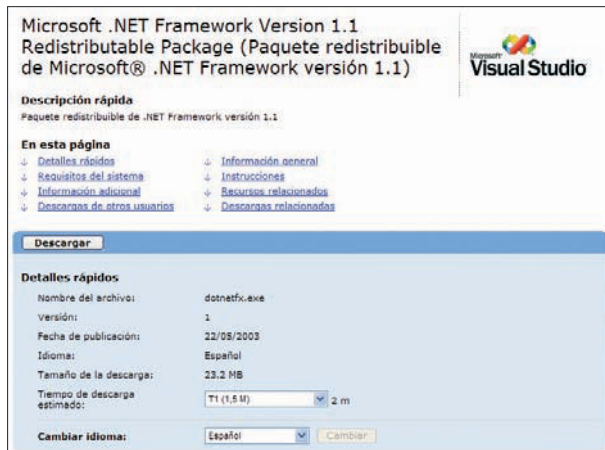 Microsoft .NET Framework Version 1.1
Redistributable Package (Paquete redistribuible
de Microsoft® .NET Framework versión 1.1)
Microsoft
Visual Studio
Descripción rápida
Paquete redistribuible de .NET Framework versión 1.1
En esta página
↓ Detalles rápidos
↓ Requisitos del sistema
↓ Información adicional
↓ Descargas de otros usuarios
↓ Información general
↓ Instrucciones
↓ Recursos relacionados
↓ Descargas relacionadas
Descargar
Detalles rápidos
Nombre del archivo: dotnetfx.exe
Versión: 1
Fecha de publicación: 22/05/2003
Idioma: Español
Tamaño de la descarga: 23.2 MB
Tiempo de descarga
estimado: T1 (1,5 M) 2 m
Cambiar idioma: Español Cambiar